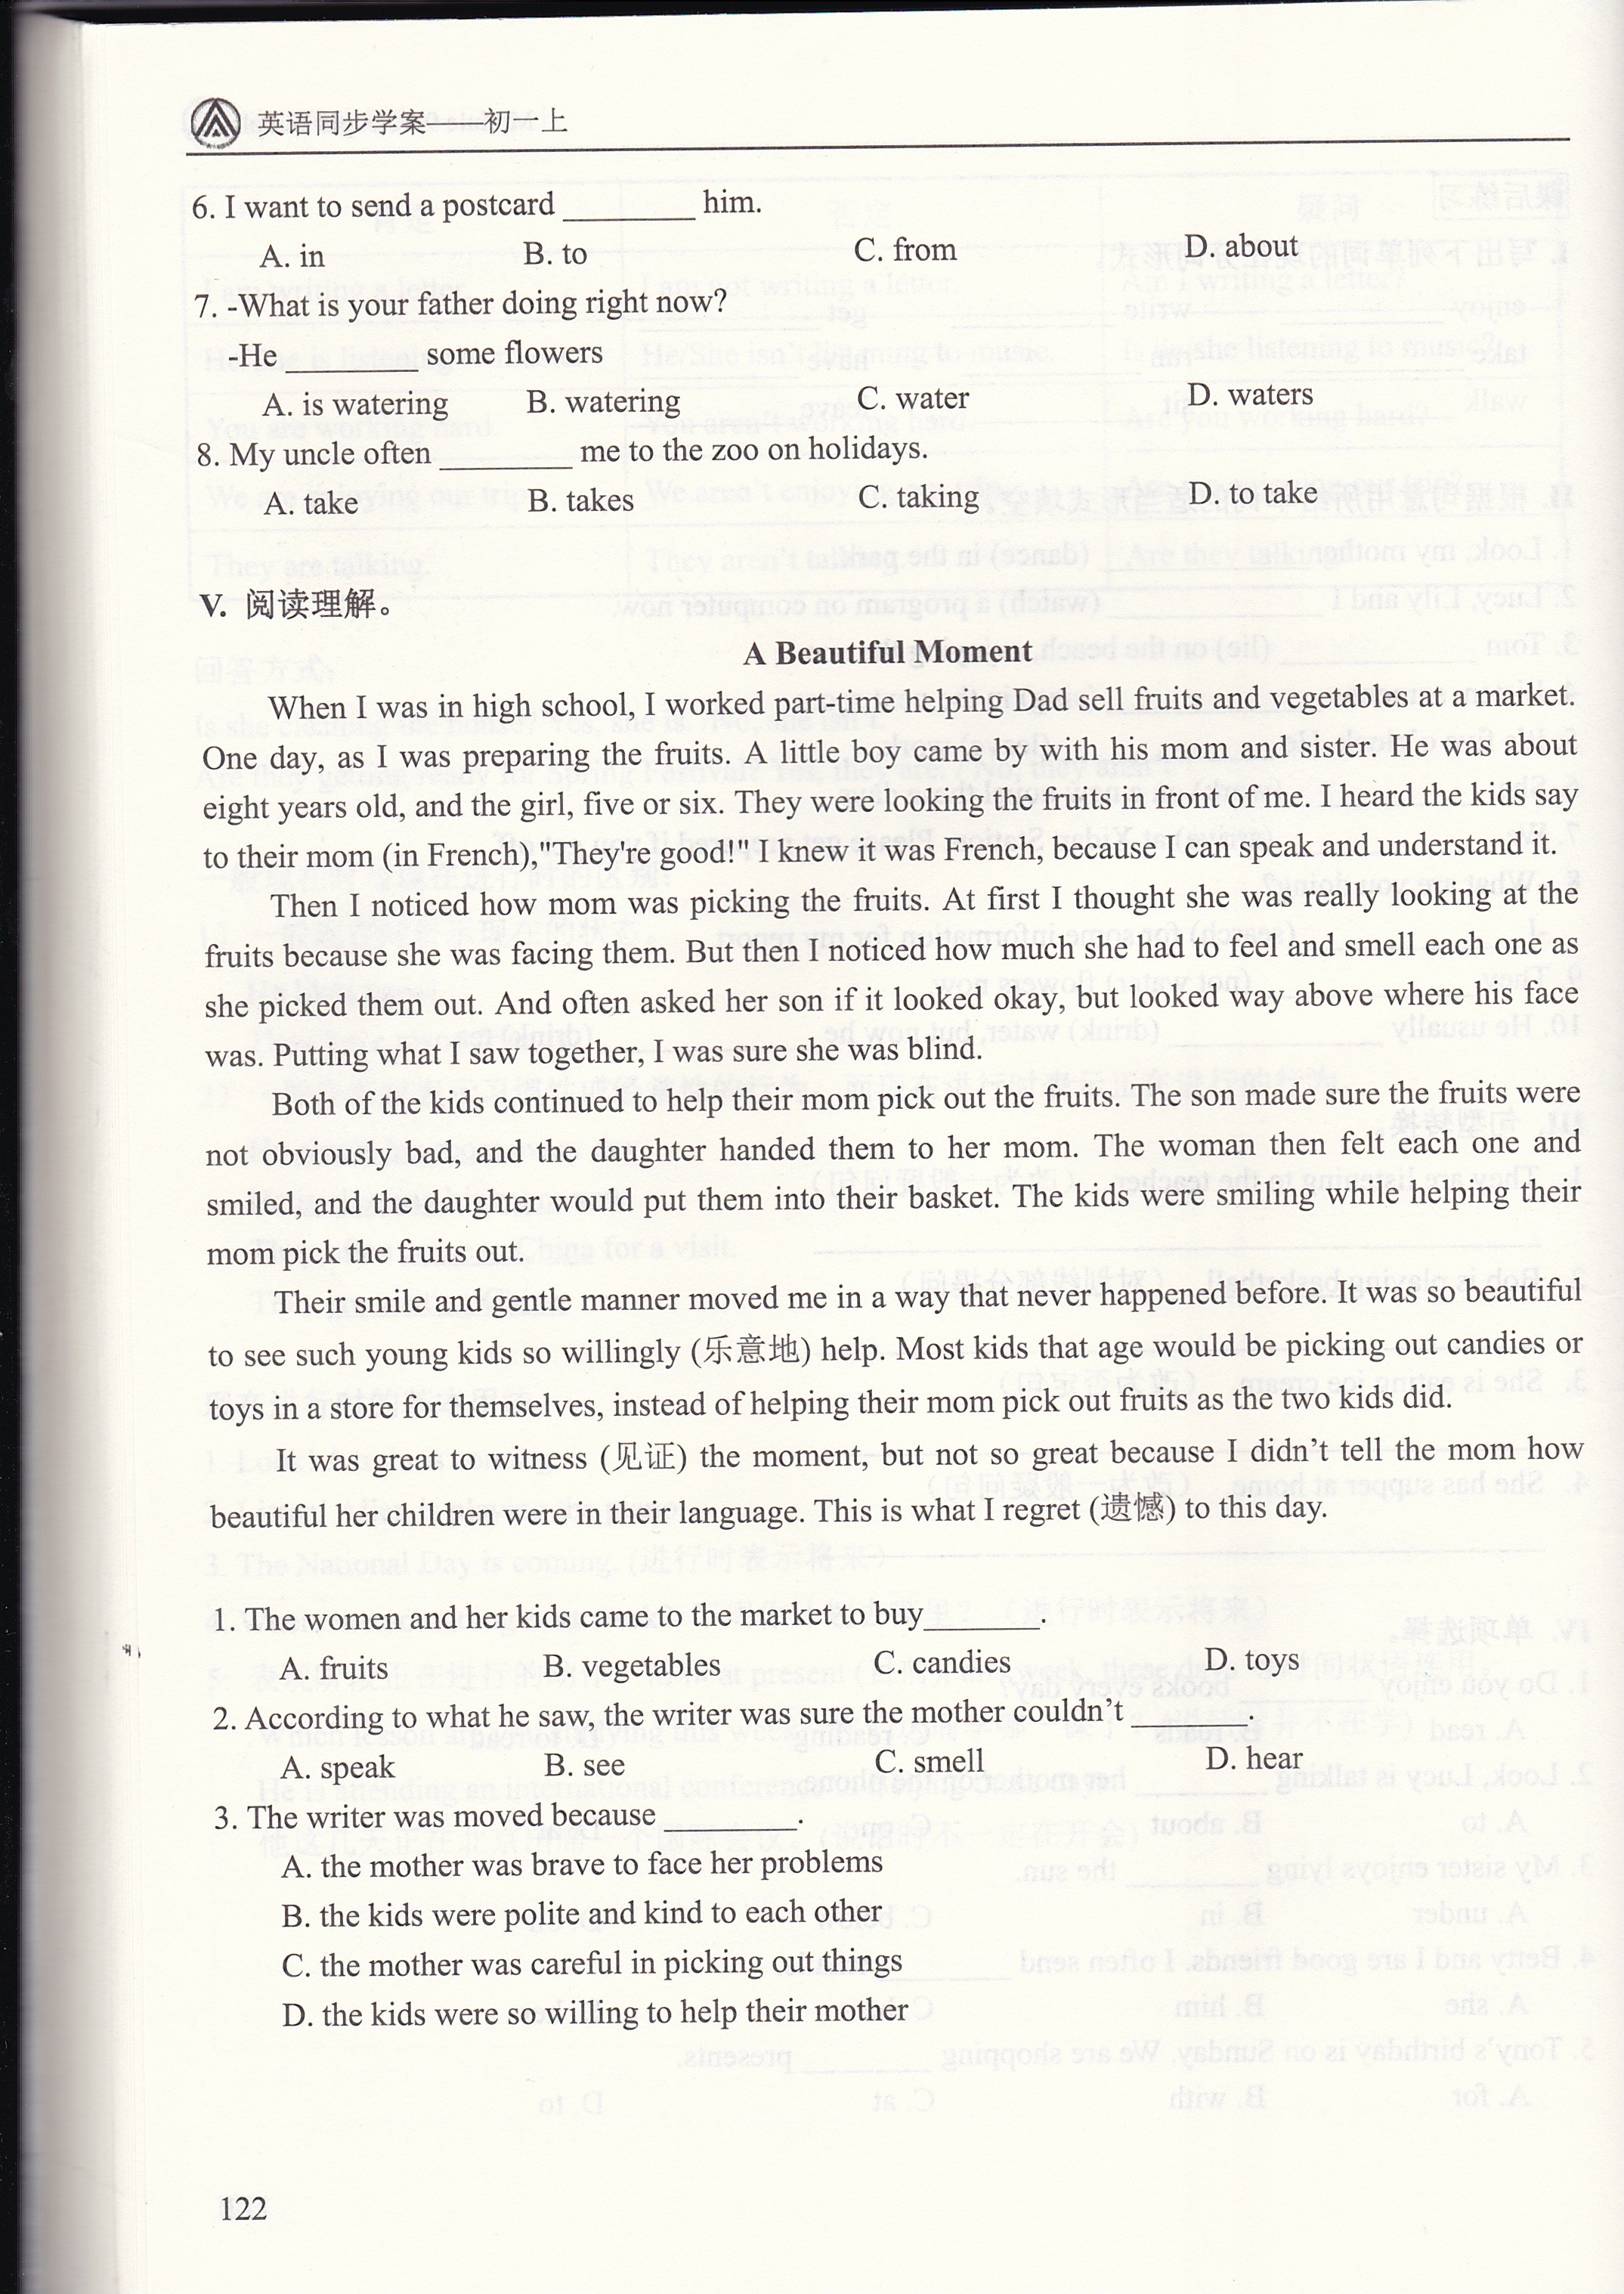 英语同步学案——初一上
6. I want to send a postcard ________ him.
A. in B. to C. from D. about
7. -What is your father doing right now?
-He ________ some flowers
A. is watering B. watering C. water D. waters
8. My uncle often ________ me to the zoo on holidays.
A. take B. takes C. taking D. to take
V. 阅读理解。
A Beautiful Moment
When I was in high school, I worked part-time helping Dad sell fruits and vegetables at a market.
One day, as I was preparing the fruits. A little boy came by with his mom and sister. He was about
eight years old, and the girl, five or six. They were looking the fruits in front of me. I heard the kids say
to their mom (in French),"They're good!" I knew it was French, because I can speak and understand it.
Then I noticed how mom was picking the fruits. At first I thought she was really looking at the
fruits because she was facing them. But then I noticed how much she had to feel and smell each one as
she picked them out. And often asked her son if it looked okay, but looked way above where his face
was. Putting what I saw together, I was sure she was blind.
Both of the kids continued to help their mom pick out the fruits. The son made sure the fruits were
not obviously bad, and the daughter handed them to her mom. The woman then felt each one and
smiled, and the daughter would put them into their basket. The kids were smiling while helping their
mom pick the fruits out.
Their smile and gentle manner moved me in a way that never happened before. It was so beautiful
to see such young kids so willingly (乐意地) help. Most kids that age would be picking out candies or
toys in a store for themselves, instead of helping their mom pick out fruits as the two kids did.
It was great to witness (见证) the moment, but not so great because I didn't tell the mom how
beautiful her children were in their language. This is what I regret (遗憾) to this day.
1. The women and her kids came to the market to buy_______.
A. fruits B. vegetables C. candies D. toys
2. According to what he saw, the writer was sure the mother couldn't _______.
A. speak B. see C. smell D. hear
3. The writer was moved because ________.
A. the mother was brave to face her problems
B. the kids were polite and kind to each other
C. the mother was careful in picking out things
D. the kids were so willing to help their mother
122